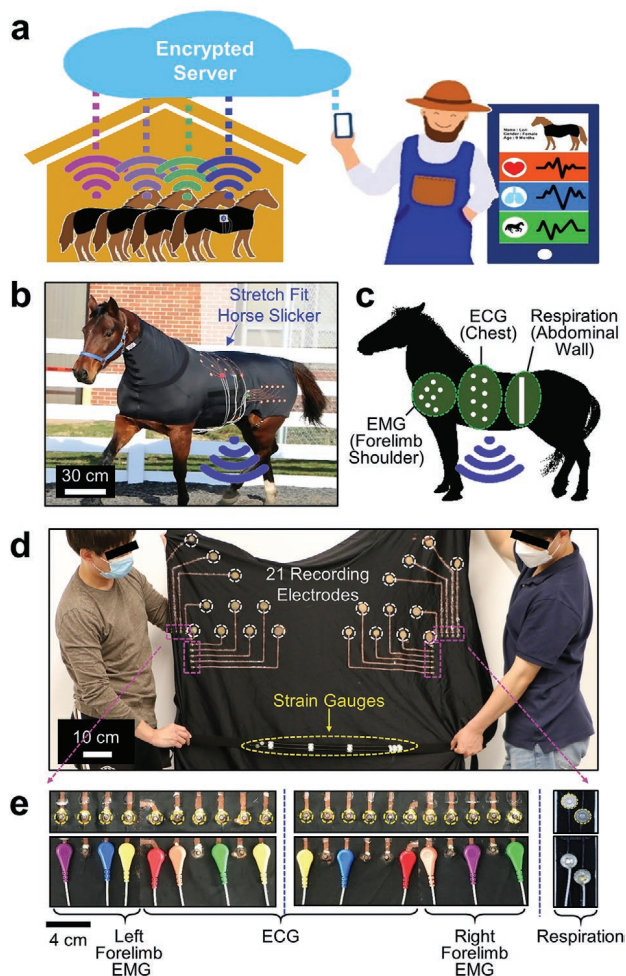 a
Encrypted
Server
Name : Lori
Gender : Female
Age : 9 Months
b
Stretch Fit
Horse Slicker
30 cm
c
ECG
(Chest)
Respiration
(Abdominal
Wall)
EMG
(Forelimb
Shoulder)
d
21 Recording
Electrodes
Strain Gauges
10 cm
e
4 cm
Left
Forelimb
EMG
ECG
Right
Forelimb
EMG
Respiration